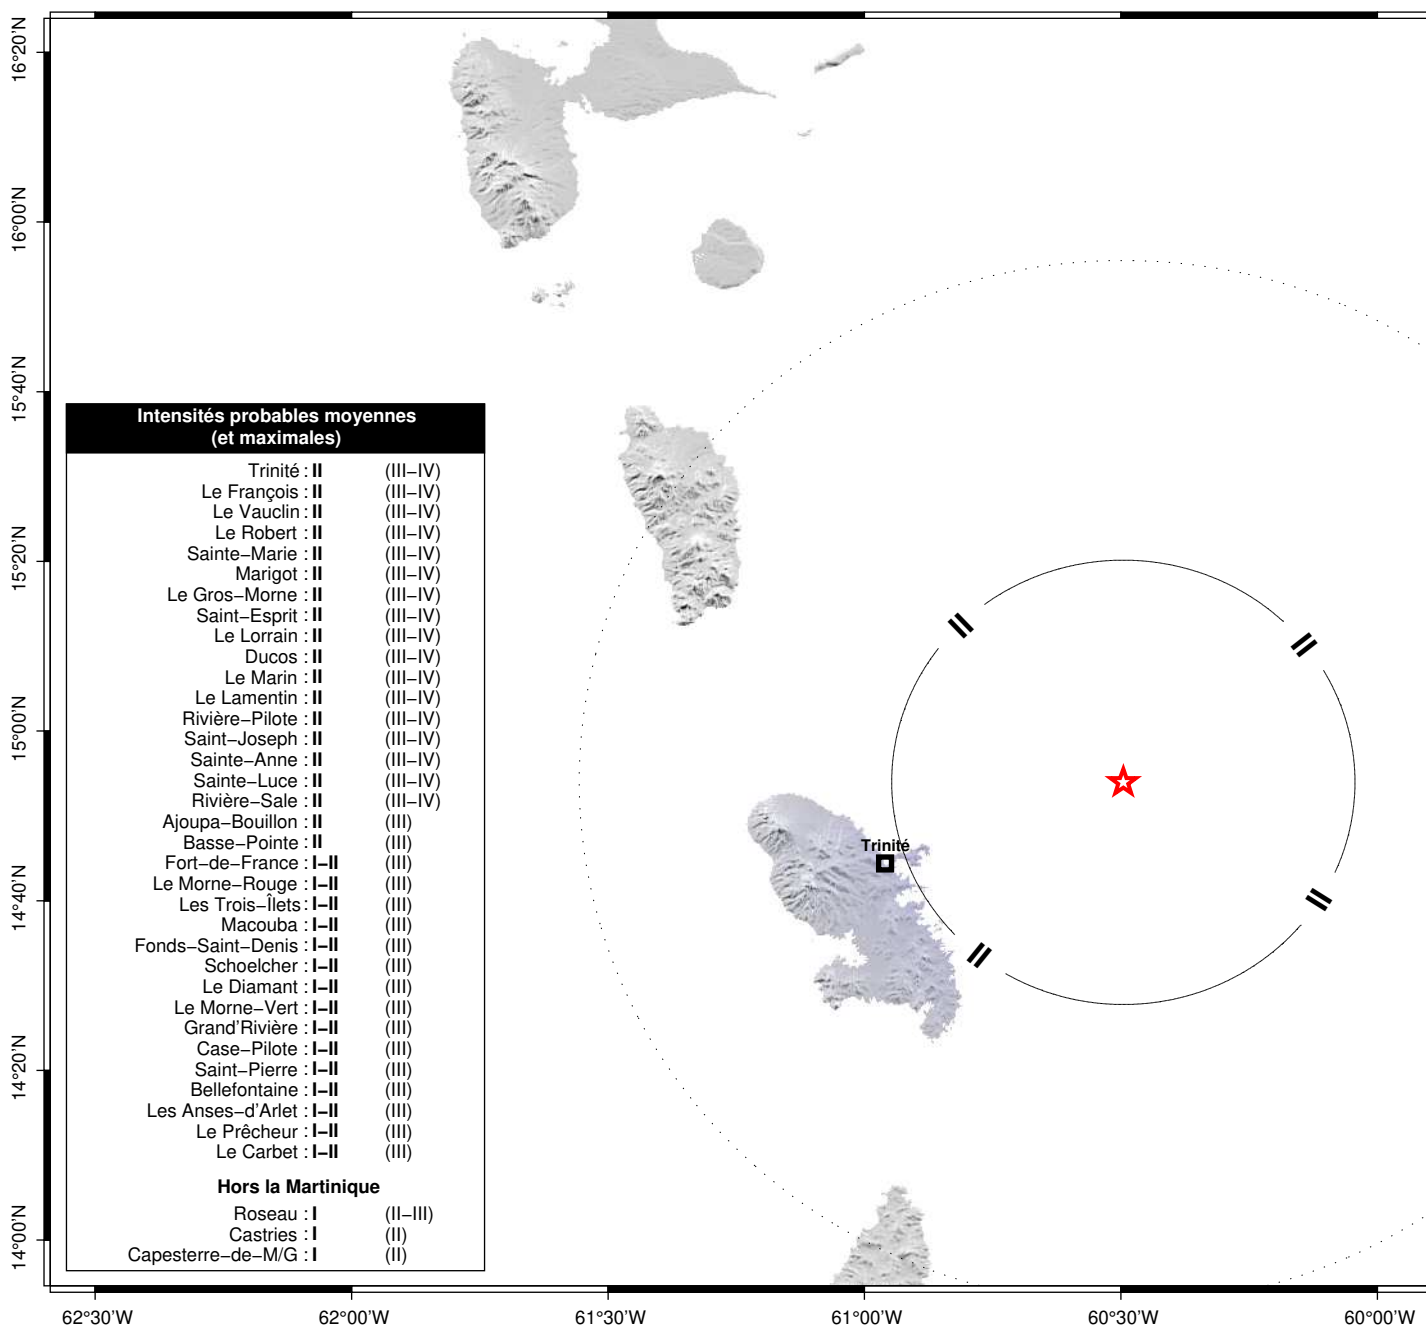 16°20'N
16°00'N
15°40'N
15°20'N
15°00'N
14°40'N
14°20'N
14°00'N
Intensités probables moyennes
(et maximales)
Trinité : II (III−IV)
Le François : II (III−IV)
Le Vauclin : II (III−IV)
Le Robert : II (III−IV)
Sainte−Marie : II (III−IV)
Marigot : II (III−IV)
Le Gros−Morne : II (III−IV)
Saint−Esprit : II (III−IV)
Le Lorrain : II (III−IV)
Ducos : II (III−IV)
Le Marin : II (III−IV)
Le Lamentin : II (III−IV)
Rivière−Pilote : II (III−IV)
Saint−Joseph : II (III−IV)
Sainte−Anne : II (III−IV)
Sainte−Luce : II (III−IV)
Rivière−Sale : II (III−IV)
Ajoupa−Bouillon : II (III)
Basse−Pointe : II (III)
Fort−de−France : I−II (III)
Le Morne−Rouge : I−II (III)
Les Trois−Îlets : I−II (III)
Macouba : I−II (III)
Fonds−Saint−Denis : I−II (III)
Schoelcher : I−II (III)
Le Diamant : I−II (III)
Le Morne−Vert : I−II (III)
Grand'Rivière : I−II (III)
Case−Pilote : I−II (III)
Saint−Pierre : I−II (III)
Bellefontaine : I−II (III)
Les Anses−d'Arlet : I−II (III)
Le Prêcheur : I−II (III)
Le Carbet : I−II (III)
Hors la Martinique
Roseau : I (II−III)
Castries : I (II)
Capesterre−de−M/G : I (II)
II
II
Trinité
II
II
62°30'W
62°00'W
61°30'W
61°00'W
60°30'W
60°00'W